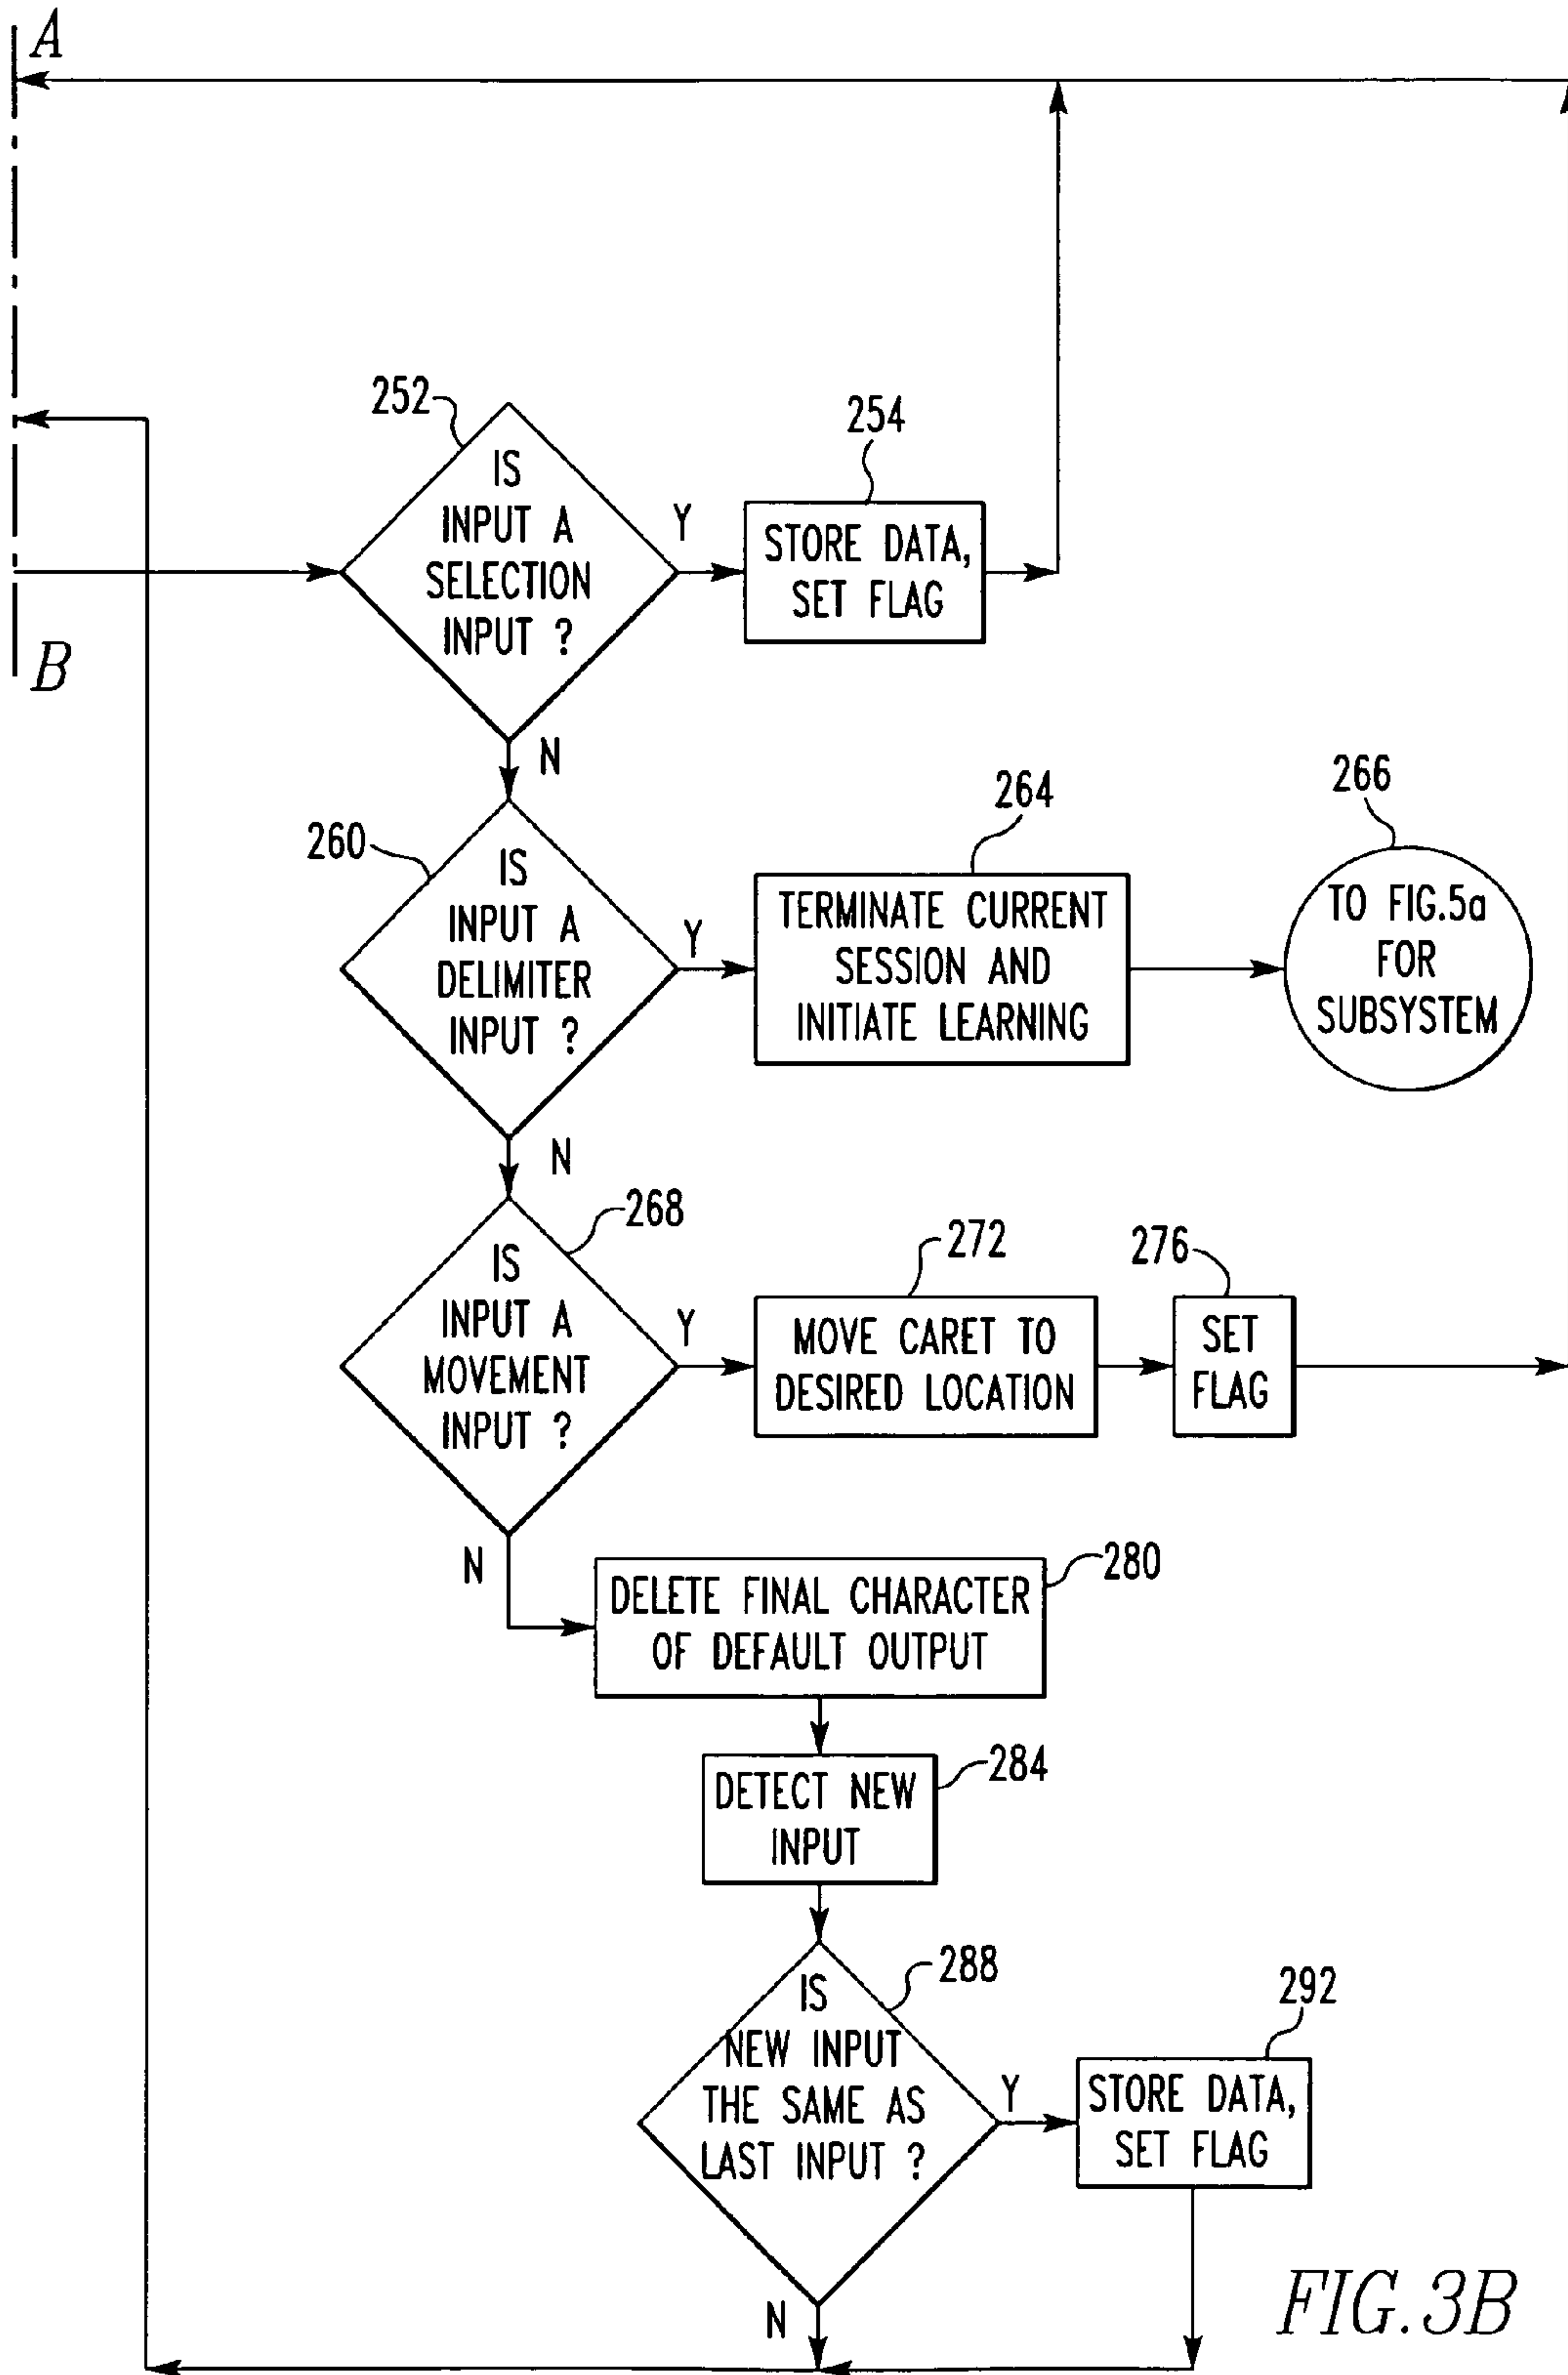 A
252
IS
INPUT A
SELECTION
INPUT ?
Y
254
STORE DATA,
SET FLAG
B
N
260
IS
INPUT A
DELIMITER
INPUT ?
Y
264
TERMINATE CURRENT
SESSION AND
INITIATE LEARNING
266
TO FIG.5a
FOR
SUBSYSTEM
N
268
IS
INPUT A
MOVEMENT
INPUT ?
Y
272
MOVE CARET TO
DESIRED LOCATION
276
SET
FLAG
N
280
DELETE FINAL CHARACTER
OF DEFAULT OUTPUT
284
DETECT NEW
INPUT
288
IS
NEW INPUT
THE SAME AS
LAST INPUT ?
Y
292
STORE DATA,
SET FLAG
N
FIG.3B